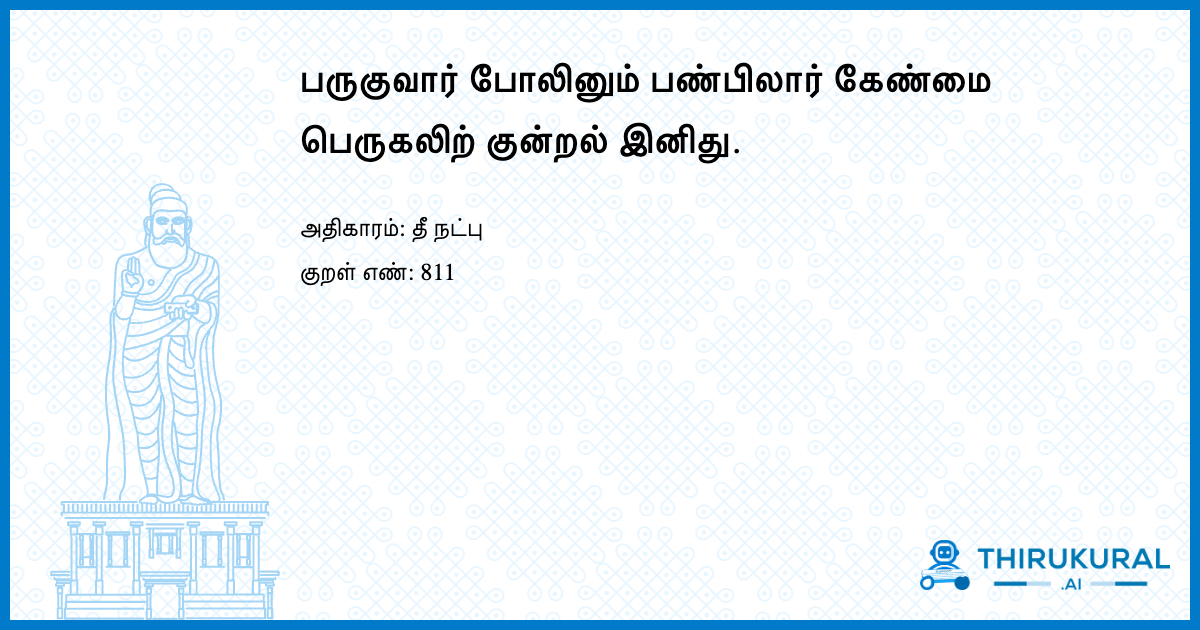 பருகுவார் போலினும் பண்பிலார் கேண்மை
பெருகலிற் குன்றல் இனிது.
அதிகாரம்: தீ நட்பு
குறள் எண்: 811
THIRUKURAL
.AI